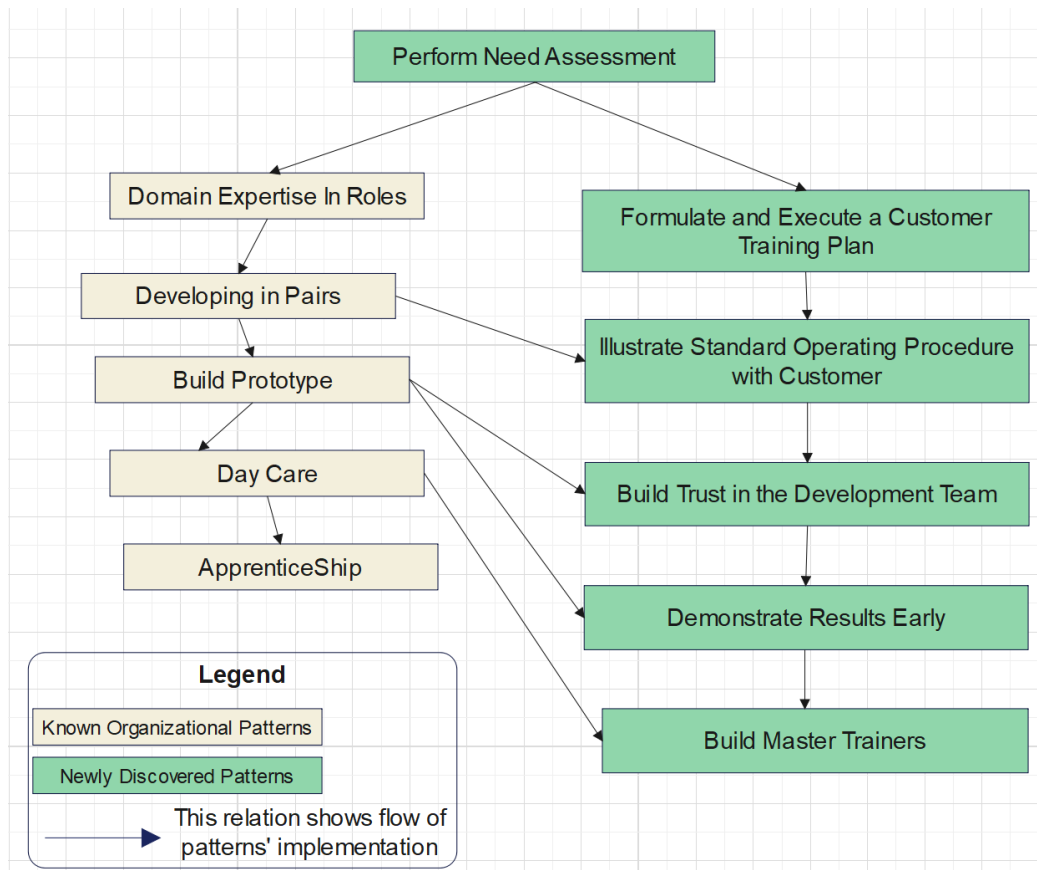 Perform Need Assessment
Domain Expertise In Roles
Formulate and Execute a Customer
Training Plan
Developing in Pairs
Illustrate Standard Operating Procedure
with Customer
Build Prototype
Day Care
Build Trust in the Development Team
ApprenticeShip
Demonstrate Results Early
Build Master Trainers
Legend
Known Organizational Patterns
Newly Discovered Patterns
This relation shows flow of
patterns' implementation